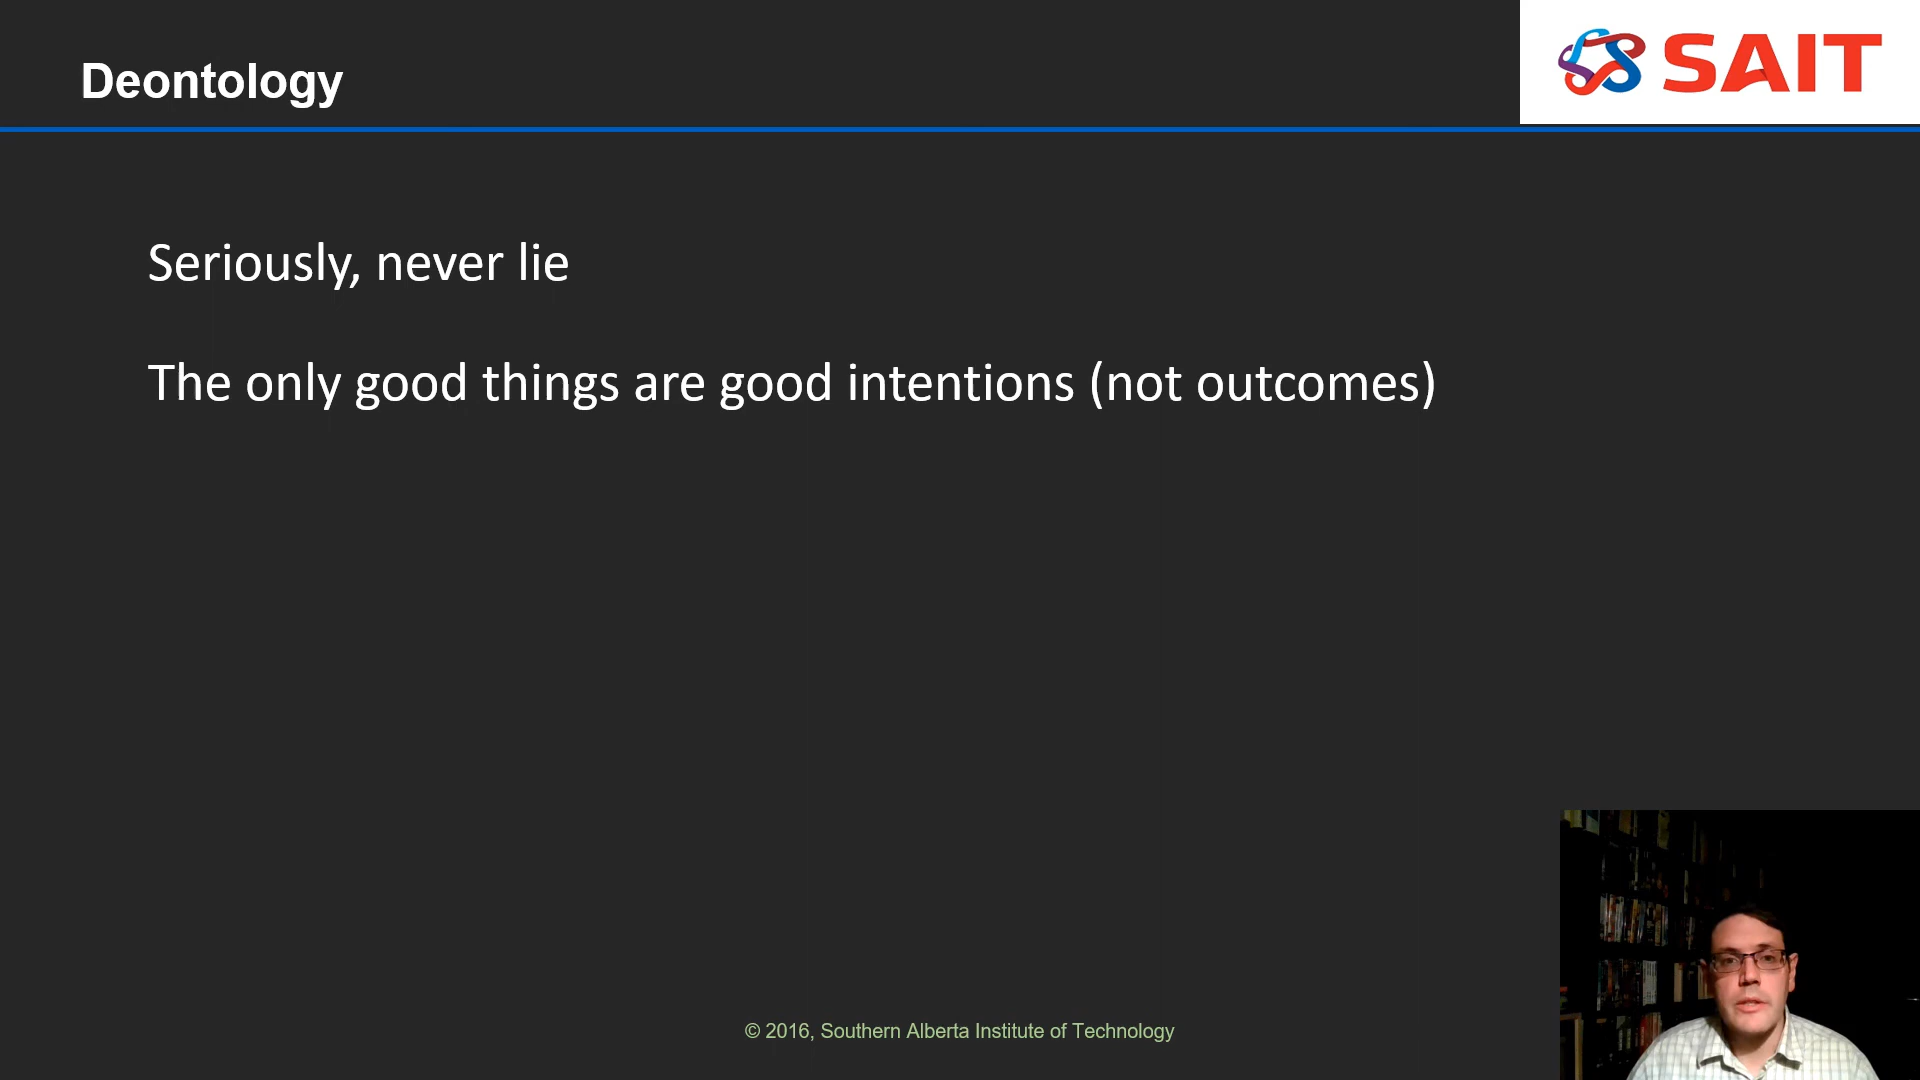 Deontology
SAIT
Seriously, never lie
The only good things are good intentions (not outcomes)
© 2016, Southern Alberta Institute of Technology